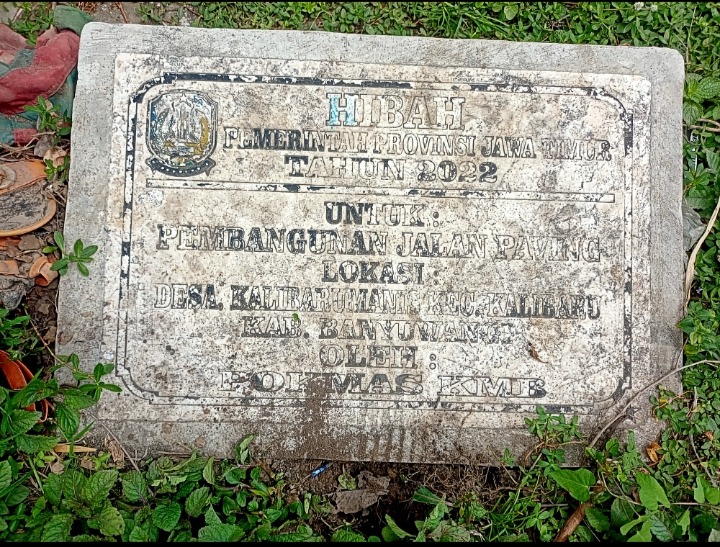 HIBAH
PEMERINTAH PROVINSI JAWA TIMUR
TAHUN 2022
UNTUK :
PEMBANGUNAN JALAN PAVING
LOKASI :
DESA. KALIBARUMANIS KEC. KALIBARU
KAB. BANYUWANGI
OLEH :
POKMAS KMB